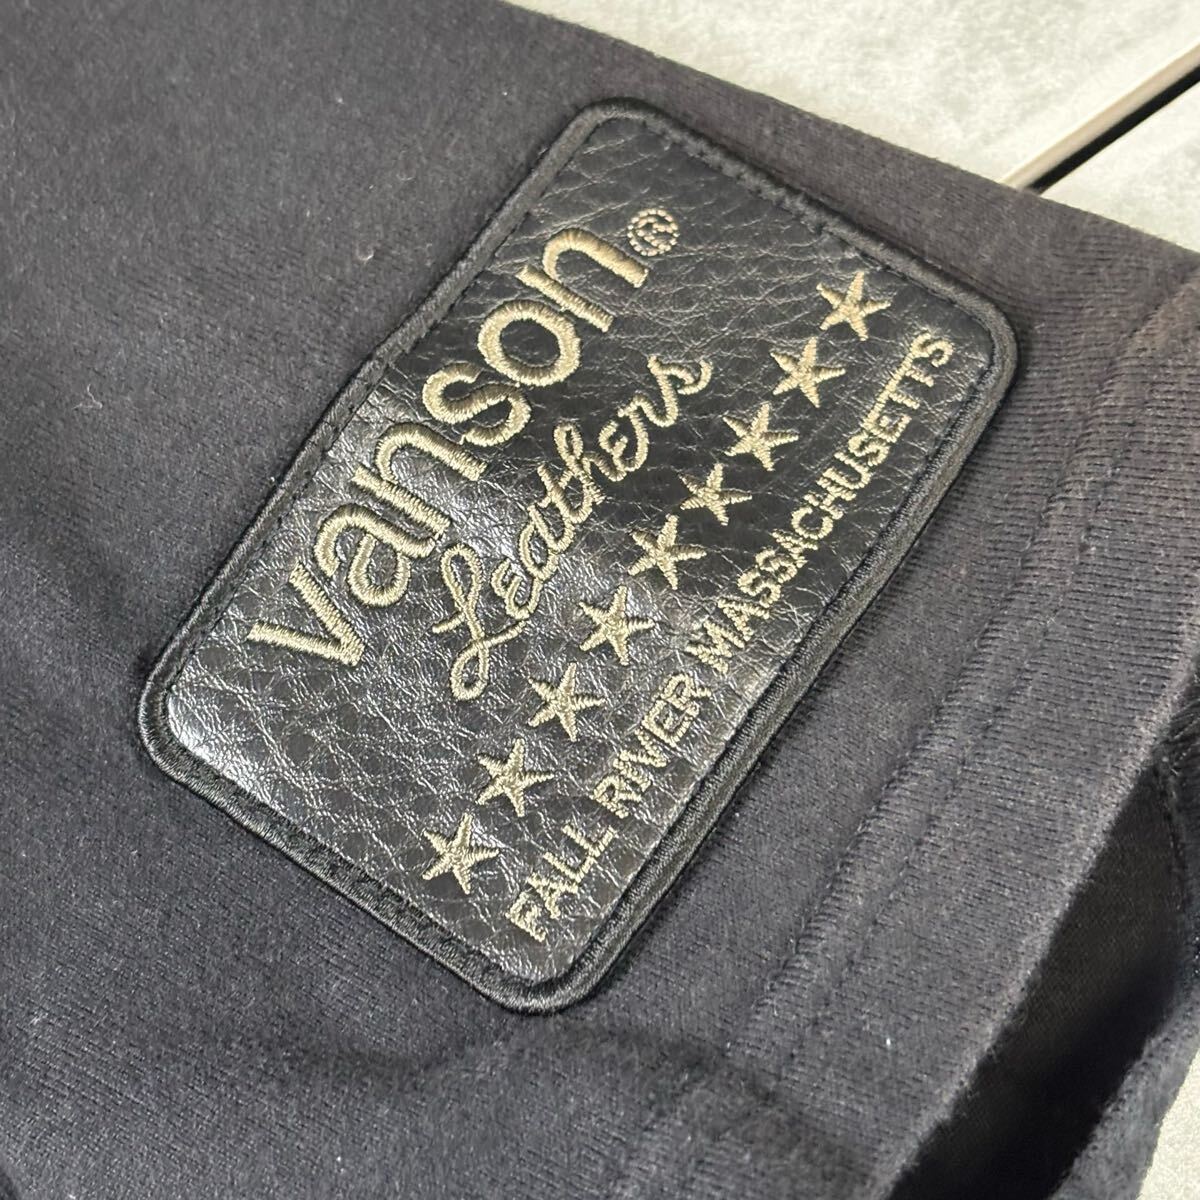 vanson®
Leathers
FALL RIVER MASSACHUSETTS